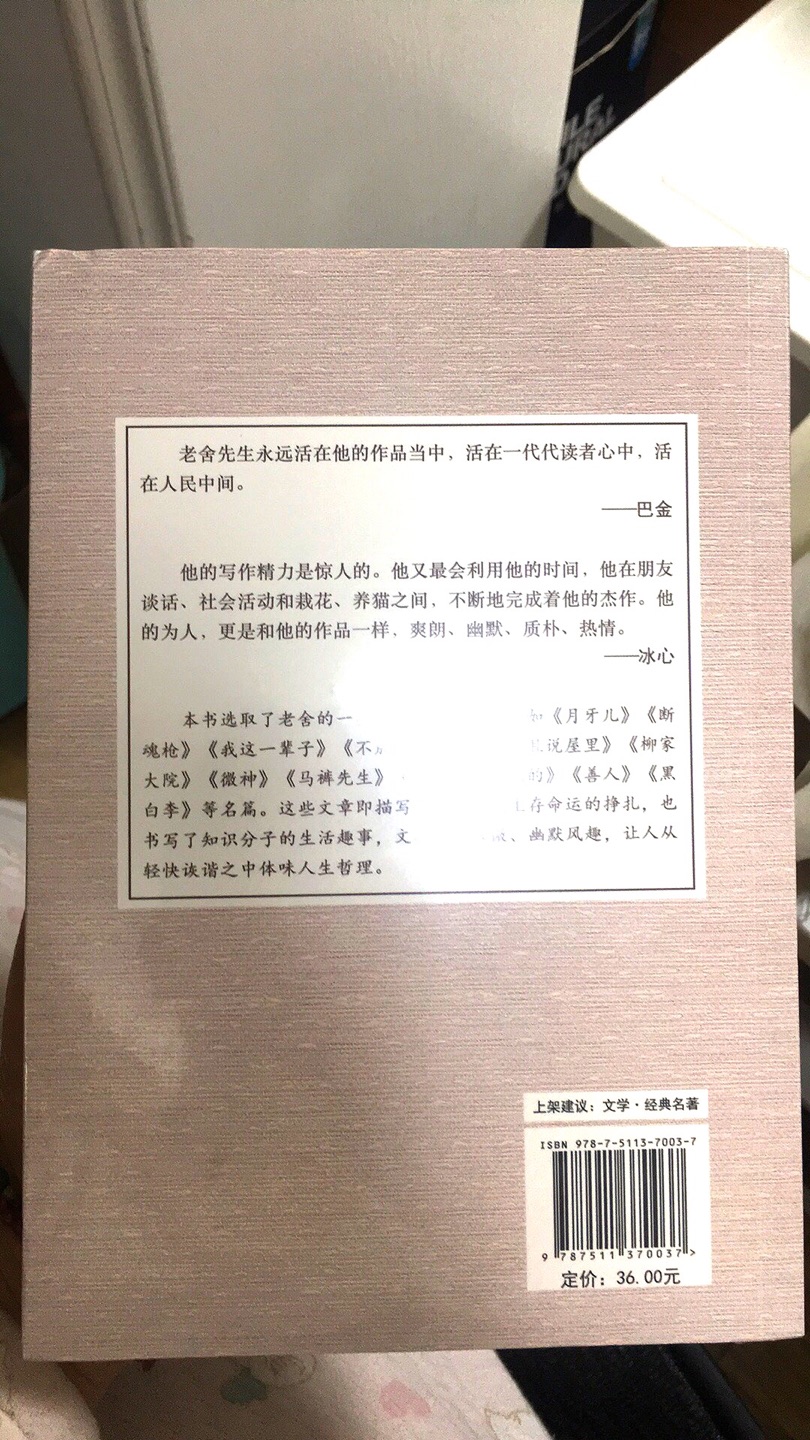 老舍先生永远活在他的作品当中，活在一代代读者心中，活
在人民中间。
——巴金
他的写作精力是惊人的。他又最会利用他的时间，他在朋友
谈话、社会活动和栽花、养猫之间，不断地完成着他的杰作。他
的为人，更是和他的作品一样，爽朗、幽默、质朴、热情。
——冰心
本书选取了老舍的一 《月牙儿》《断
魂枪》《我这一辈子》《不 说屋里》《柳家
大院》《微神》《马裤先生》 的》《善人》《黑
白李》等名篇。这些文章即描写 存命运的挣扎，也
书写了知识分子的生活趣事，文 、幽默风趣，让人从
轻快诙谐之中体味人生哲理。
上架建议：文学·经典名著
ISBN 978-7-5113-7003-7
9 787511 370037>
定价：36.00元